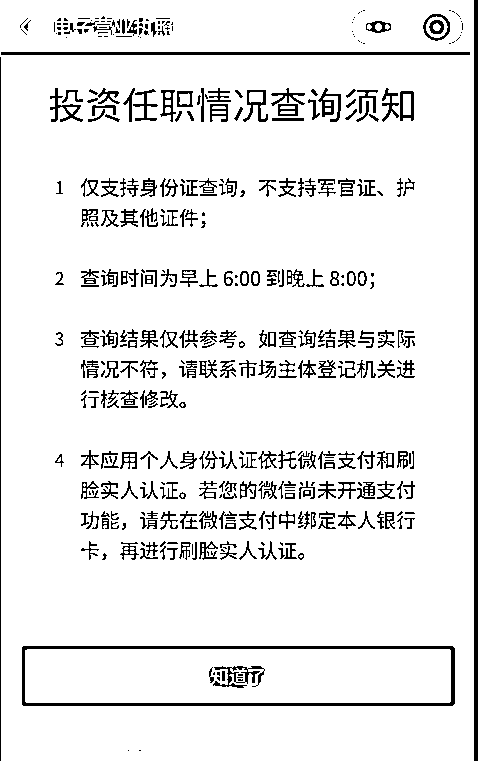 电子营业执照
投资任职情况查询须知
1 仅支持身份证查询，不支持军官证、护
照及其他证件；
2 查询时间为早上 6:00 到晚上 8:00；
3 查询结果仅供参考。如查询结果与实际
情况不符，请联系市场主体登记机关进
行核查修改。
4 本应用个人身份认证依托微信支付和刷
脸实人认证。若您的微信尚未开通支付
功能，请先在微信支付中绑定本人银行
卡，再进行刷脸实人认证。
知道了